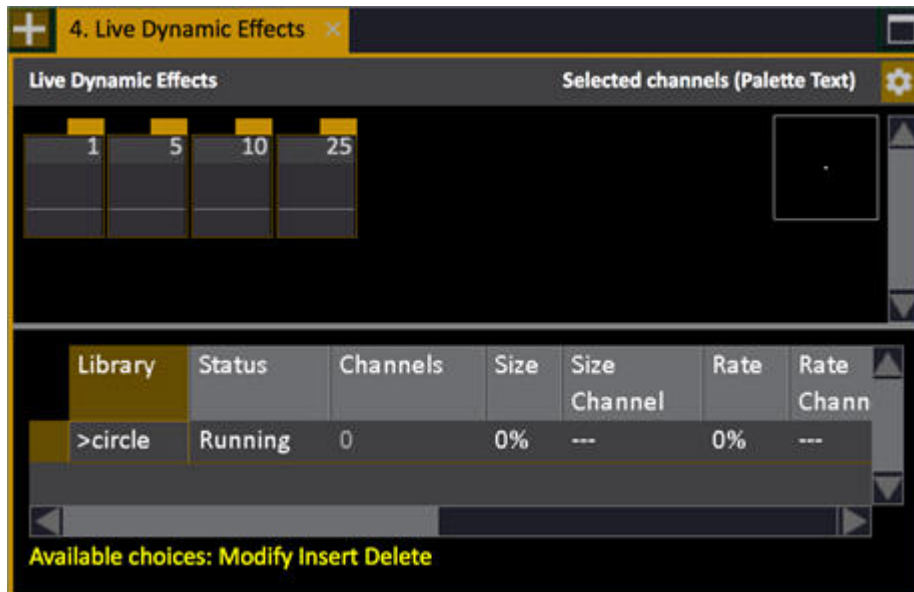 4. Live Dynamic Effects ×
Live Dynamic Effects Selected channels (Palette Text)
1 5 10 25
Library Status Channels Size Size Channel Rate Rate Chann
>circle Running 0 0% --- 0% ---
Available choices: Modify Insert Delete